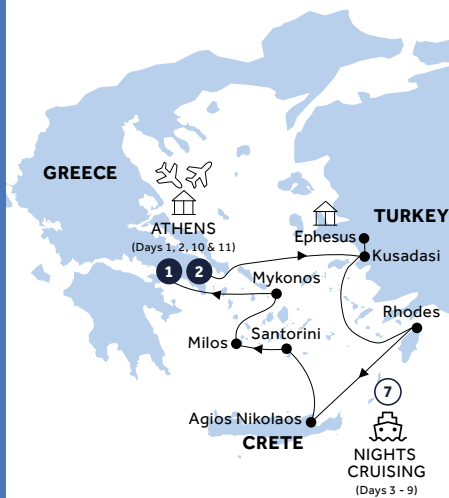 GREECE
ATHENS
(Days 1, 2, 10 & 11)
1 2
TURKEY
Ephesus
Kusadasi
Mykonos
Rhodes
Milos
Santorini
7
Agios Nikolaos
CRETE
NIGHTS
CRUISING
(Days 3 - 9)